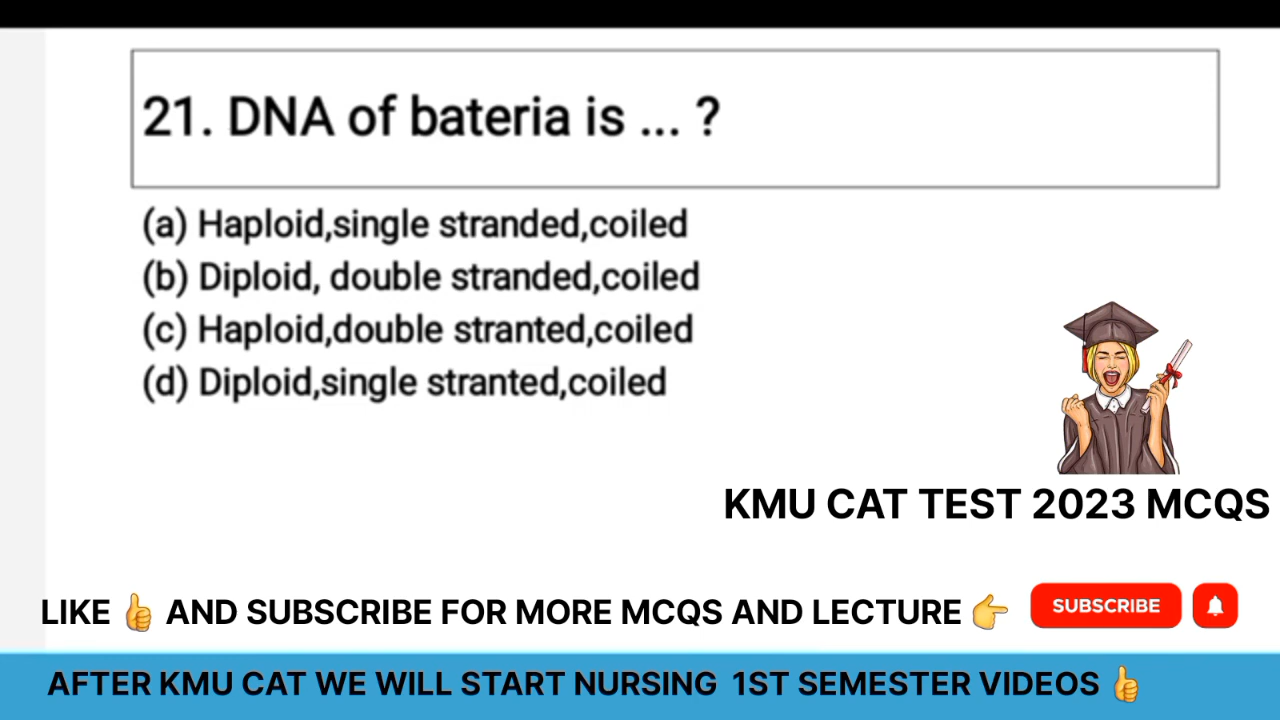 21. DNA of bateria is ... ?
(a) Haploid,single stranded,coiled
(b) Diploid, double stranded,coiled
(c) Haploid,double stranted,coiled
(d) Diploid,single stranted,coiled
KMU CAT TEST 2023 MCQS
LIKE 👍 AND SUBSCRIBE FOR MORE MCQS AND LECTURE 👉 SUBSCRIBE
AFTER KMU CAT WE WILL START NURSING 1ST SEMESTER VIDEOS 👍